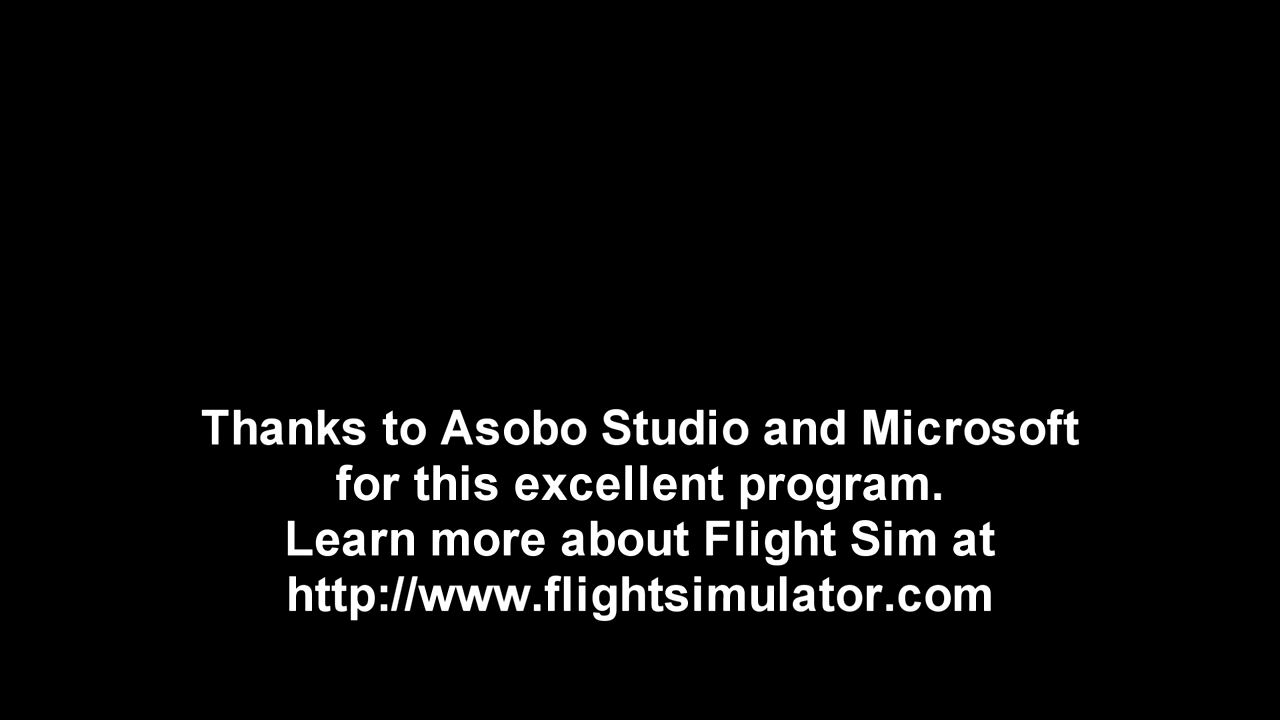 Thanks to Asobo Studio and Microsoft
for this excellent program.
Learn more about Flight Sim at
http://www.flightsimulator.com